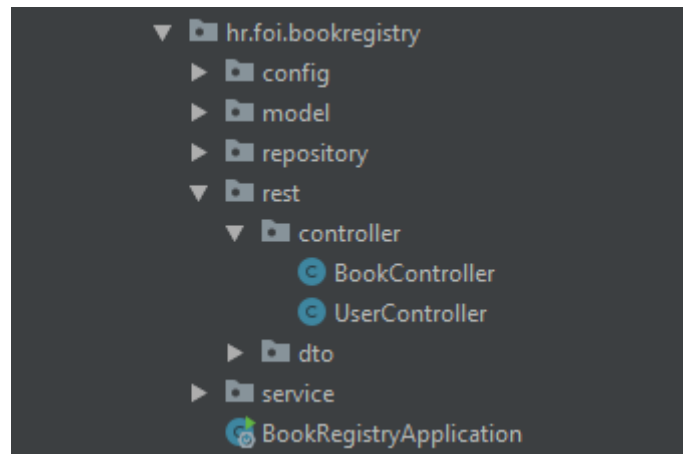 hr.foi.bookregistry
config
model
repository
rest
controller
BookController
UserController
dto
service
BookRegistryApplication